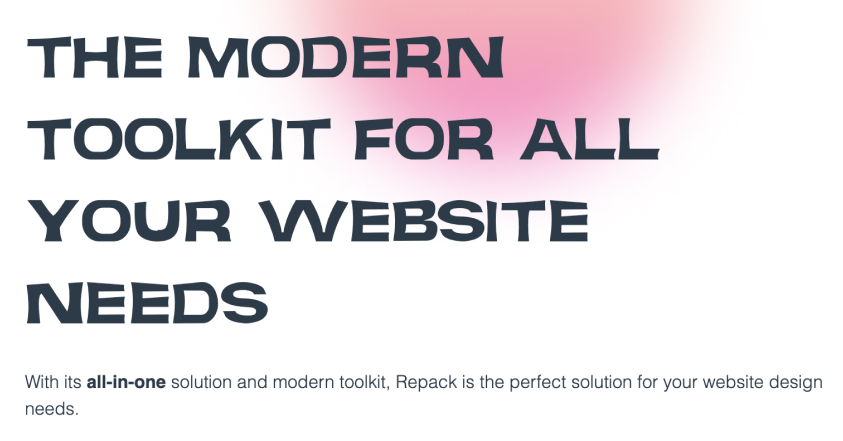 THE MODERN
TOOLKIT FOR ALL
YOUR WEBSITE
NEEDS
With its all-in-one solution and modern toolkit, Repack is the perfect solution for your website design
needs.